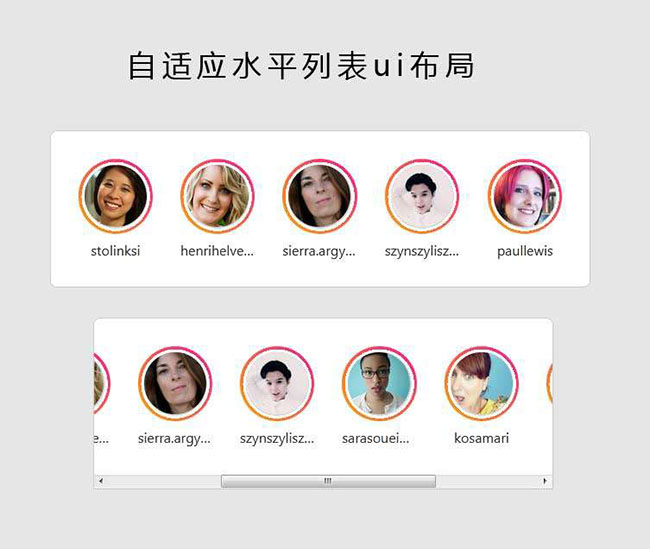 自适应水平列表ui布局
stolinksi henrihelve... sierra.argy... szynszylisz... paullewis
e... sierra.argy... szynszylisz... sarasouei... kosamari